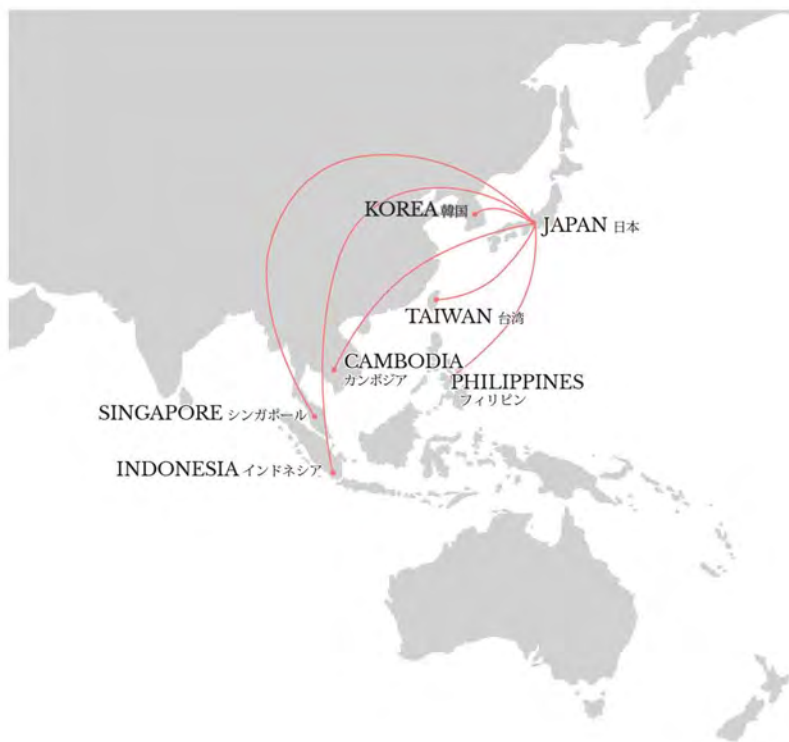 KOREA 韓国
JAPAN 日本
TAIWAN 台湾
CAMBODIA
カンボジア
PHILIPPINES
フィリピン
SINGAPORE シンガポール
INDONESIA インドネシア